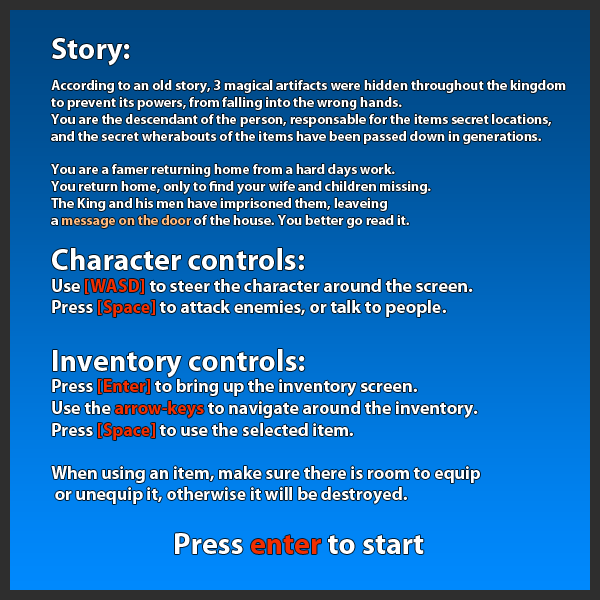 Story:
According to an old story, 3 magical artifacts were hidden throughout the kingdom
to prevent its powers, from falling into the wrong hands.
You are the descendant of the person, responsable for the items secret locations,
and the secret wherabouts of the items have been passed down in generations.
You are a famer returning home from a hard days work.
You return home, only to find your wife and children missing.
The King and his men have imprisoned them, leaveing
a message on the door of the house. You better go read it.
Character controls:
Use [WASD] to steer the character around the screen.
Press [Space] to attack enemies, or talk to people.
Inventory controls:
Press [Enter] to bring up the inventory screen.
Use the arrow-keys to navigate around the inventory.
Press [Space] to use the selected item.
When using an item, make sure there is room to equip
or unequip it, otherwise it will be destroyed.
Press enter to start